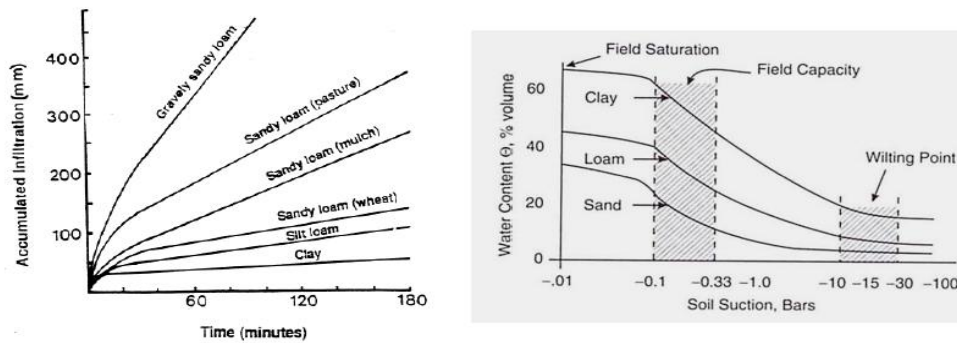 Accumulated Infiltration (mm)
400
300
200
100
Gravely sandy loam
Sandy loam (pasture)
Sandy loam (mulch)
Sandy loam (wheat)
Silt loam
Clay
60
120
180
Time (minutes)
Water Content Θ, % volume
60
40
20
0
Field Saturation
Field Capacity
Clay
Loam
Sand
Wilting Point
–.01
–0.1
–0.33
–1.0
–10
–15
–30
–100
Soil Suction, Bars